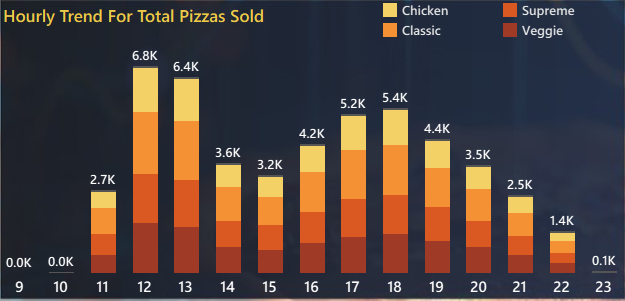 Hourly Trend For Total Pizzas Sold
Chicken Supreme
Classic Veggie
6.8K
6.4K
5.4K
5.2K
4.4K
4.2K
3.6K
3.5K
3.2K
2.7K
2.5K
1.4K
0.0K 0.0K 0.1K
9 10 11 12 13 14 15 16 17 18 19 20 21 22 23